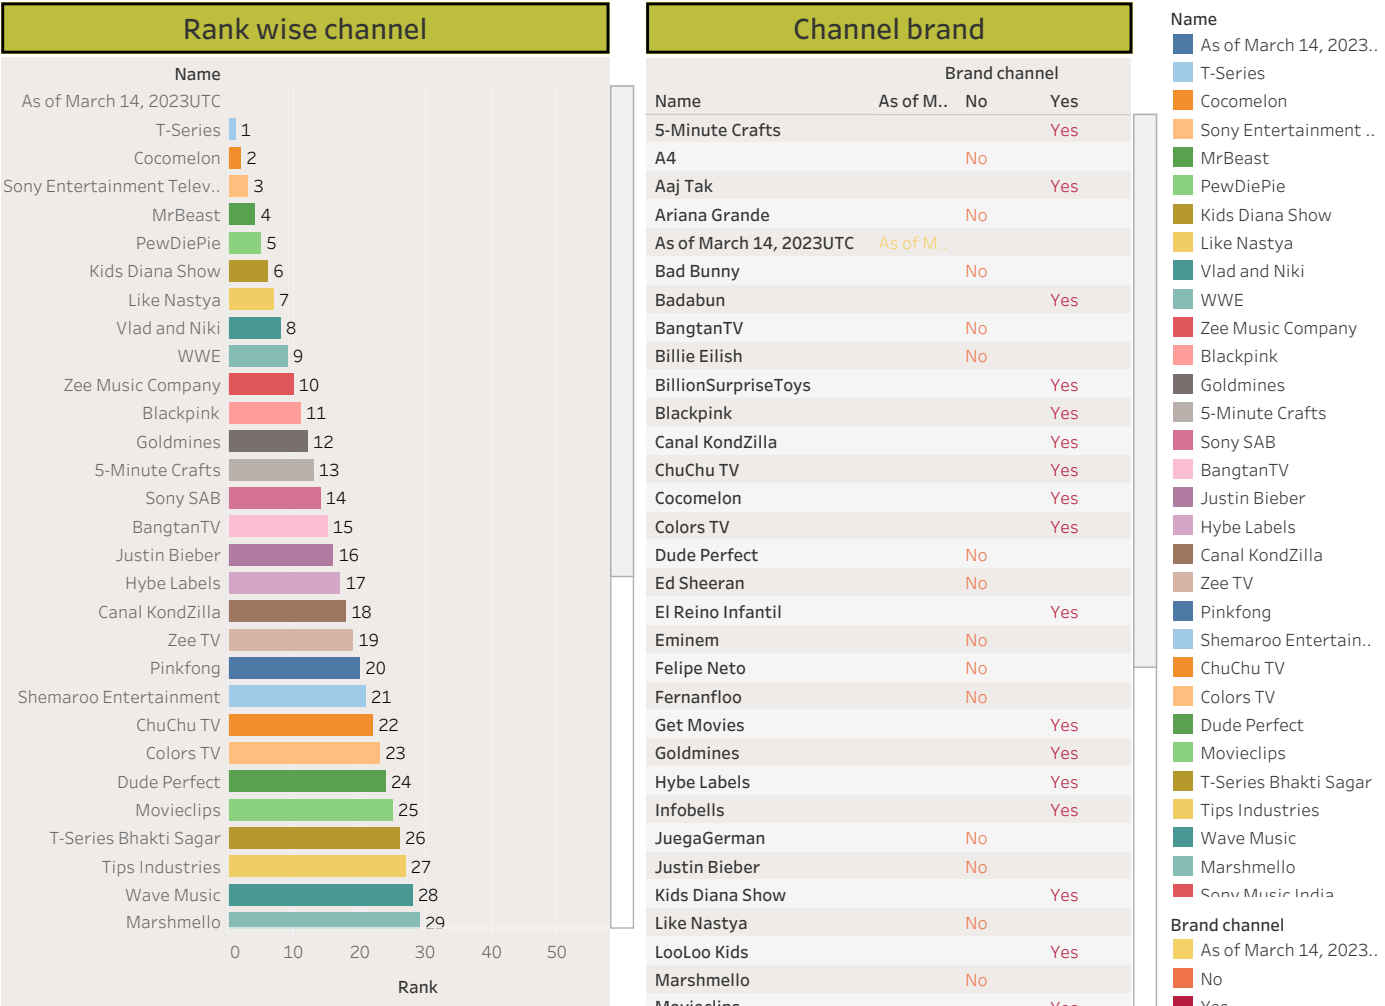 Rank wise channel
Name
As of March 14, 2023UTC
T-Series 1
Cocomelon 2
Sony Entertainment Telev.. 3
MrBeast 4
PewDiePie 5
Kids Diana Show 6
Like Nastya 7
Vlad and Niki 8
WWE 9
Zee Music Company 10
Blackpink 11
Goldmines 12
5-Minute Crafts 13
Sony SAB 14
BangtanTV 15
Justin Bieber 16
Hybe Labels 17
Canal KondZilla 18
Zee TV 19
Pinkfong 20
Shemaroo Entertainment 21
ChuChu TV 22
Colors TV 23
Dude Perfect 24
Movieclips 25
T-Series Bhakti Sagar 26
Tips Industries 27
Wave Music 28
Marshmello 29
0 10 20 30 40 50
Rank
Channel brand
Brand channel
Name As of M.. No Yes
5-Minute Crafts Yes
A4 No
Aaj Tak Yes
Ariana Grande No
As of March 14, 2023UTC As of M..
Bad Bunny No
Badabun Yes
BangtanTV No
Billie Eilish No
BillionSurpriseToys Yes
Blackpink Yes
Canal KondZilla Yes
ChuChu TV Yes
Cocomelon Yes
Colors TV Yes
Dude Perfect No
Ed Sheeran No
El Reino Infantil Yes
Eminem No
Felipe Neto No
Fernanfloo No
Get Movies Yes
Goldmines Yes
Hybe Labels Yes
Infobells Yes
JuegaGerman No
Justin Bieber No
Kids Diana Show Yes
Like Nastya No
LooLoo Kids Yes
Marshmello No
Movieclips Yes
Name
As of March 14, 2023..
T-Series
Cocomelon
Sony Entertainment ..
MrBeast
PewDiePie
Kids Diana Show
Like Nastya
Vlad and Niki
WWE
Zee Music Company
Blackpink
Goldmines
5-Minute Crafts
Sony SAB
BangtanTV
Justin Bieber
Hybe Labels
Canal KondZilla
Zee TV
Pinkfong
Shemaroo Entertain..
ChuChu TV
Colors TV
Dude Perfect
Movieclips
T-Series Bhakti Sagar
Tips Industries
Wave Music
Marshmello
Sony Music India
Brand channel
As of March 14, 2023..
No
Yes